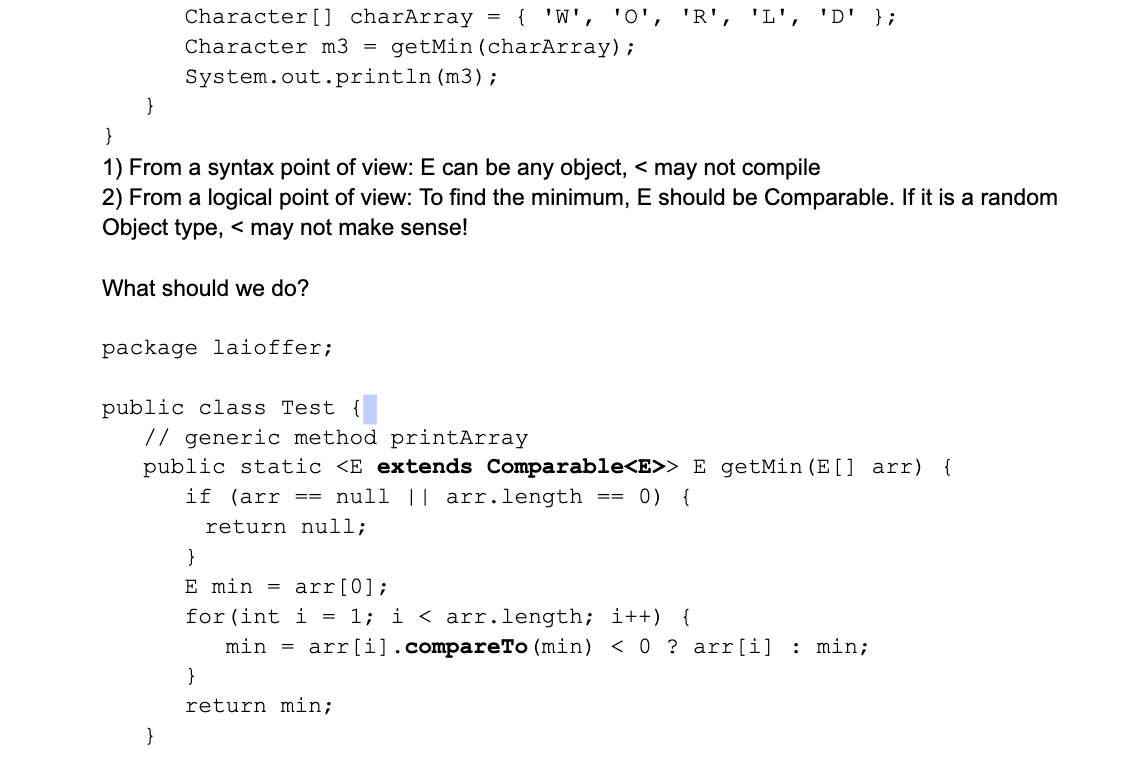 Character[] charArray = { 'W', 'O', 'R', 'L', 'D' };
Character m3 = getMin(charArray);
System.out.println(m3);
}
}
1) From a syntax point of view: E can be any object, < may not compile
2) From a logical point of view: To find the minimum, E should be Comparable. If it is a random
Object type, < may not make sense!
What should we do?
package laioffer;
public class Test {
// generic method printArray
public static <E extends Comparable<E>> E getMin(E[] arr) {
if (arr == null || arr.length == 0) {
return null;
}
E min = arr[0];
for(int i = 1; i < arr.length; i++) {
min = arr[i].compareTo(min) < 0 ? arr[i] : min;
}
return min;
}